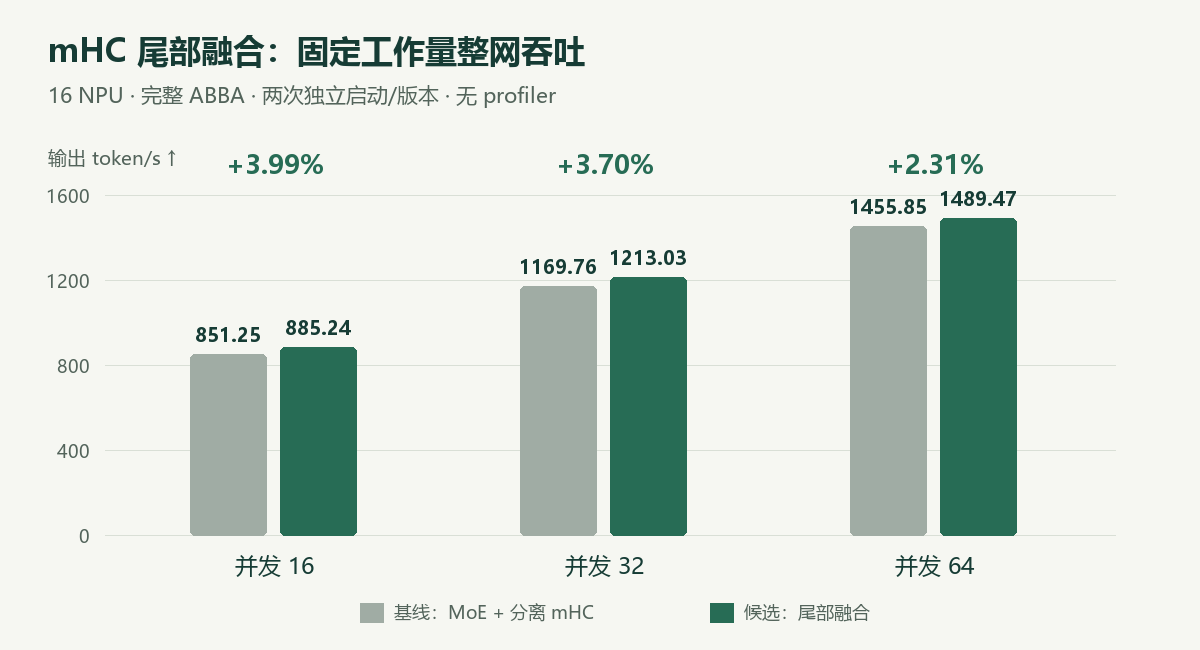 mHC 尾部融合：固定工作量整网吞吐
16 NPU · 完整 ABBA · 两次独立启动/版本 · 无 profiler
输出 token/s ↑
+3.99%
+3.70%
+2.31%
1600
1200
800
400
0
851.25
885.24
1169.76
1213.03
1455.85
1489.47
并发 16
并发 32
并发 64
基线：MoE + 分离 mHC
候选：尾部融合